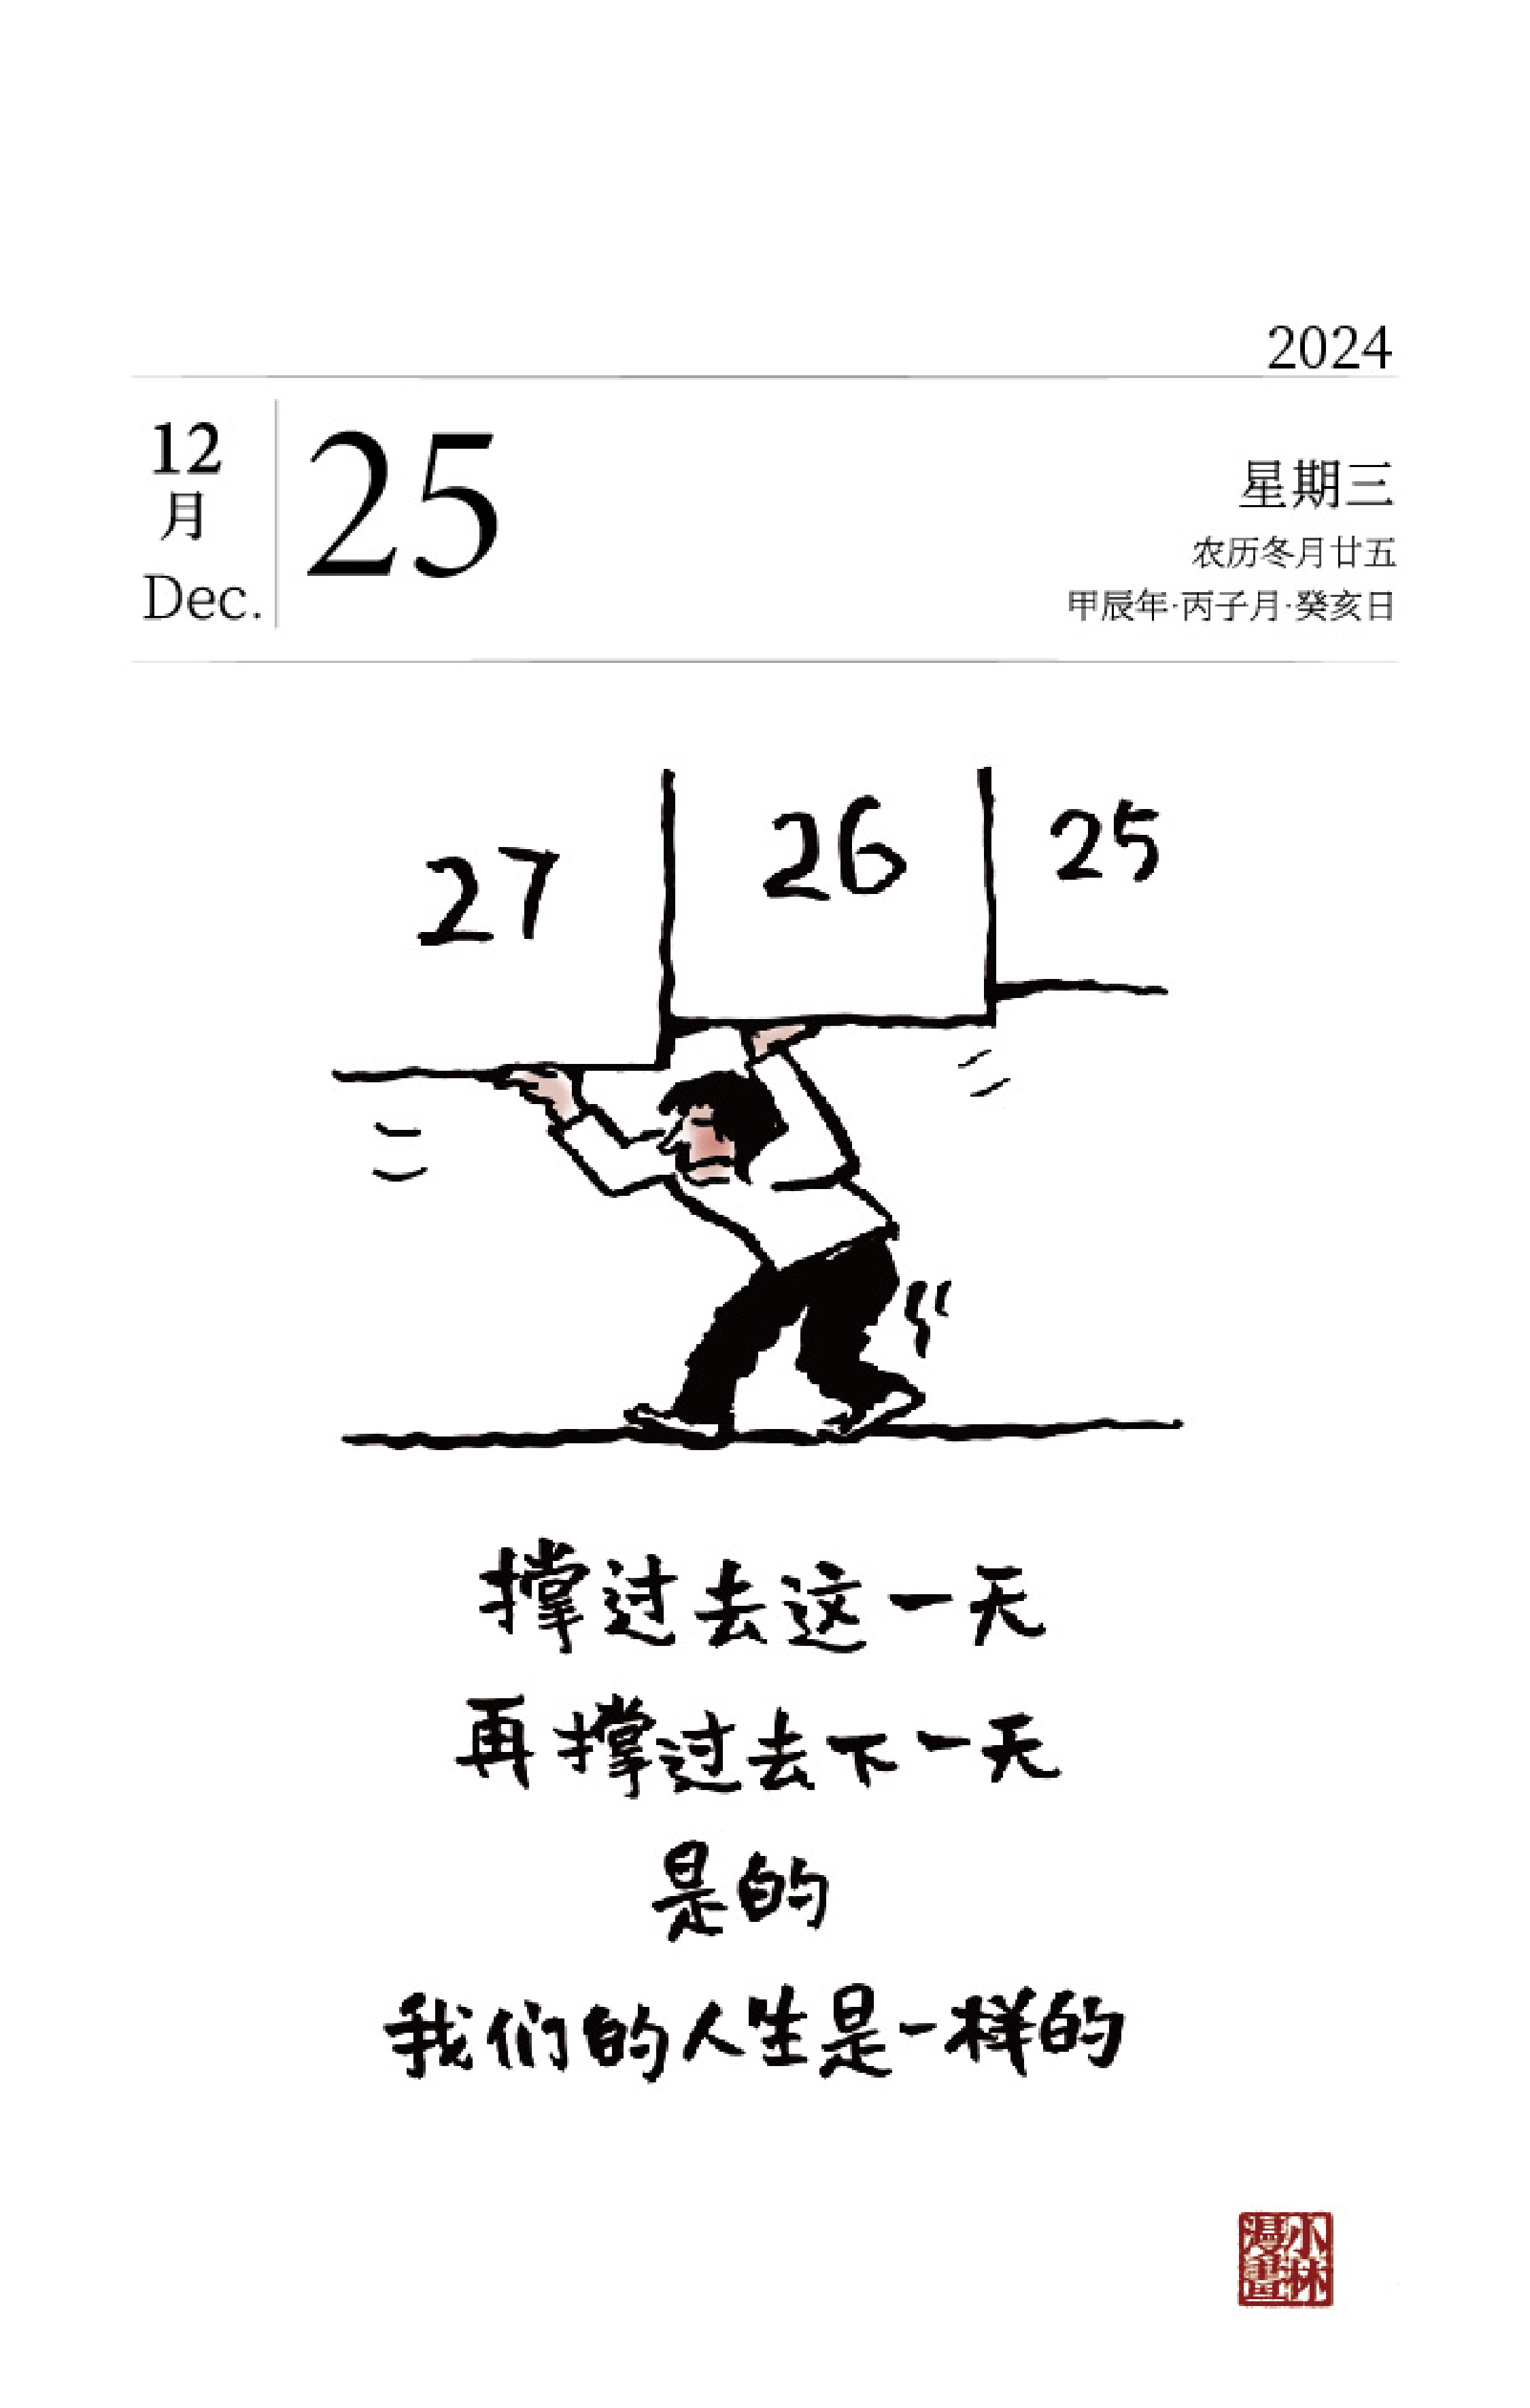 2024
12
月
Dec.
25
星期三
农历冬月廿五
甲辰年·丙子月·癸亥日
27 26 25
撑过去这一天
再撑过去下一天
是的
我们的人生是一样的
小林
漫畫